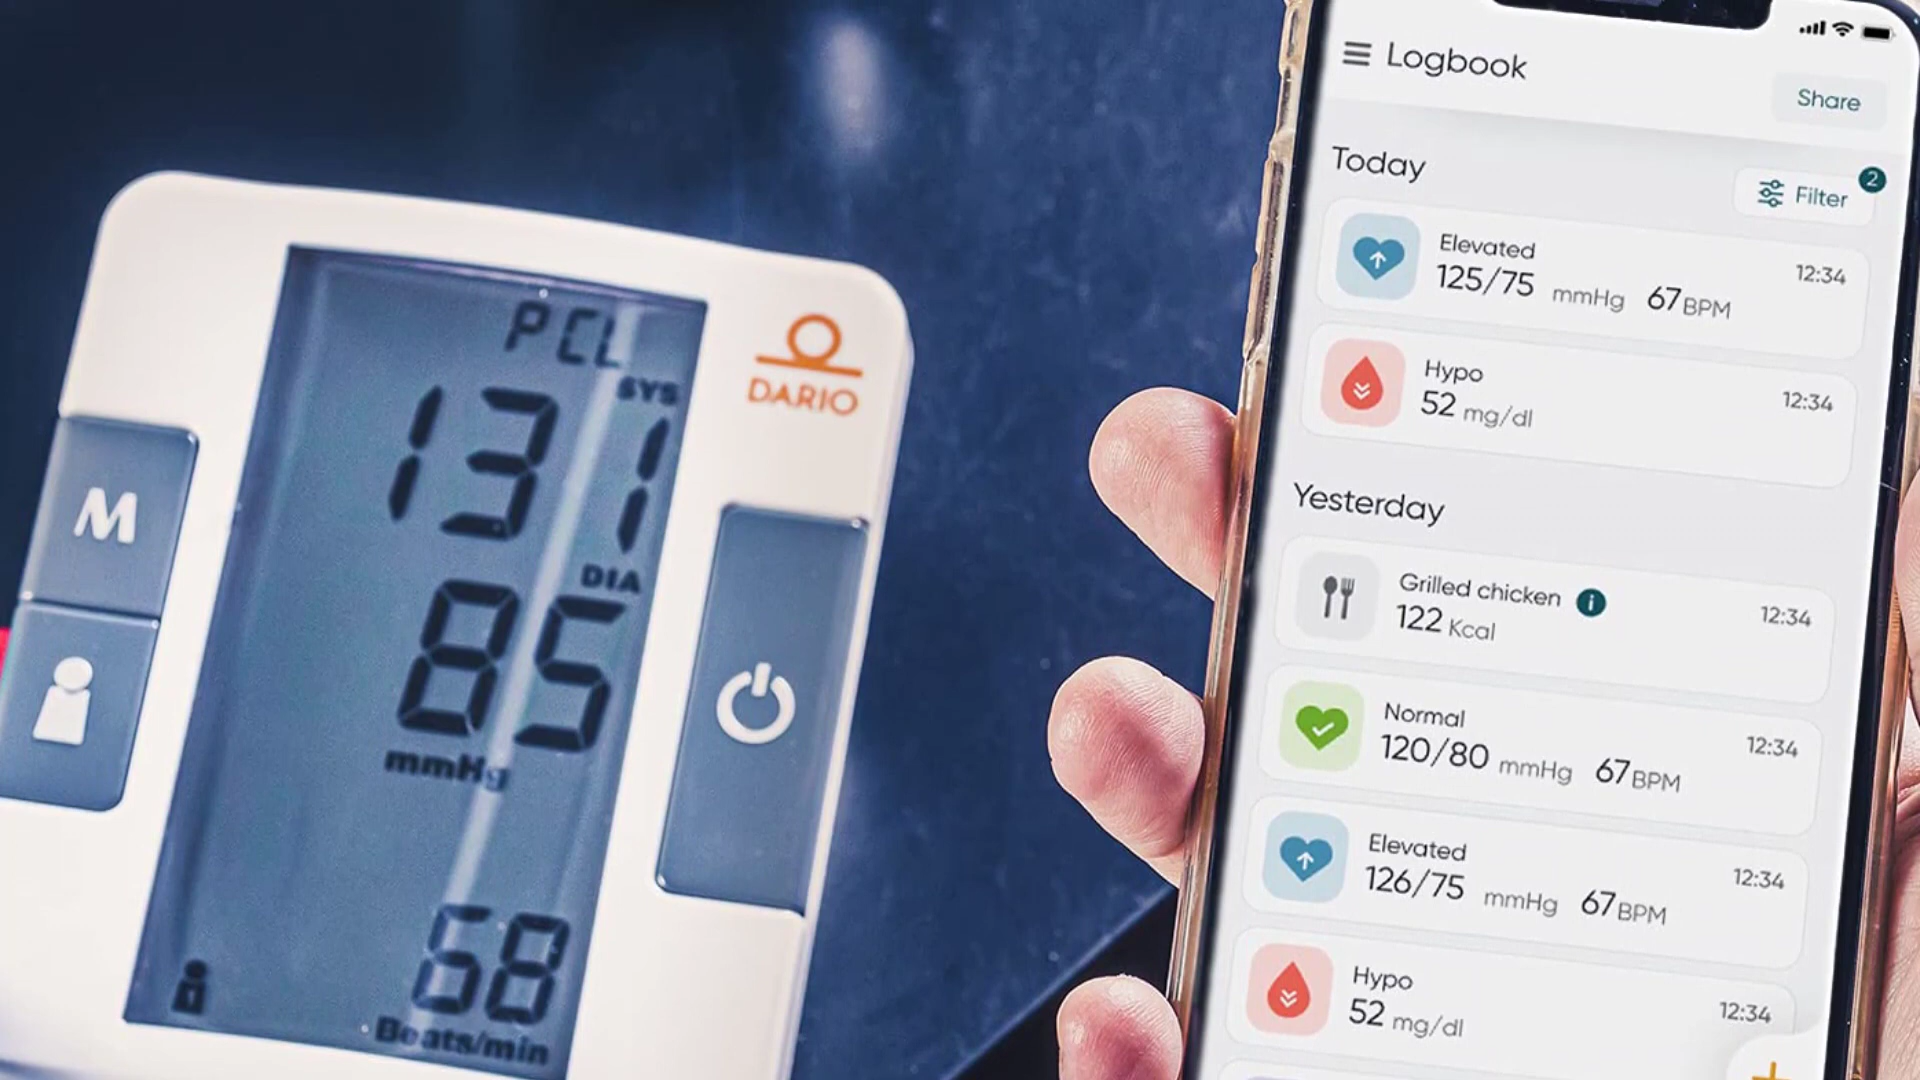 PCL
SYS
131
DIA
85
mmHg
68
Beats/min
M
DARIO
Logbook
Share
Today
Filter
2
Elevated
125/75 mmHg 67 BPM
12:34
Hypo
52 mg/dl
12:34
Yesterday
Grilled chicken i
122 Kcal
12:34
Normal
120/80 mmHg 67 BPM
12:34
Elevated
126/75 mmHg 67 BPM
12:34
Hypo
52 mg/dl
12:34